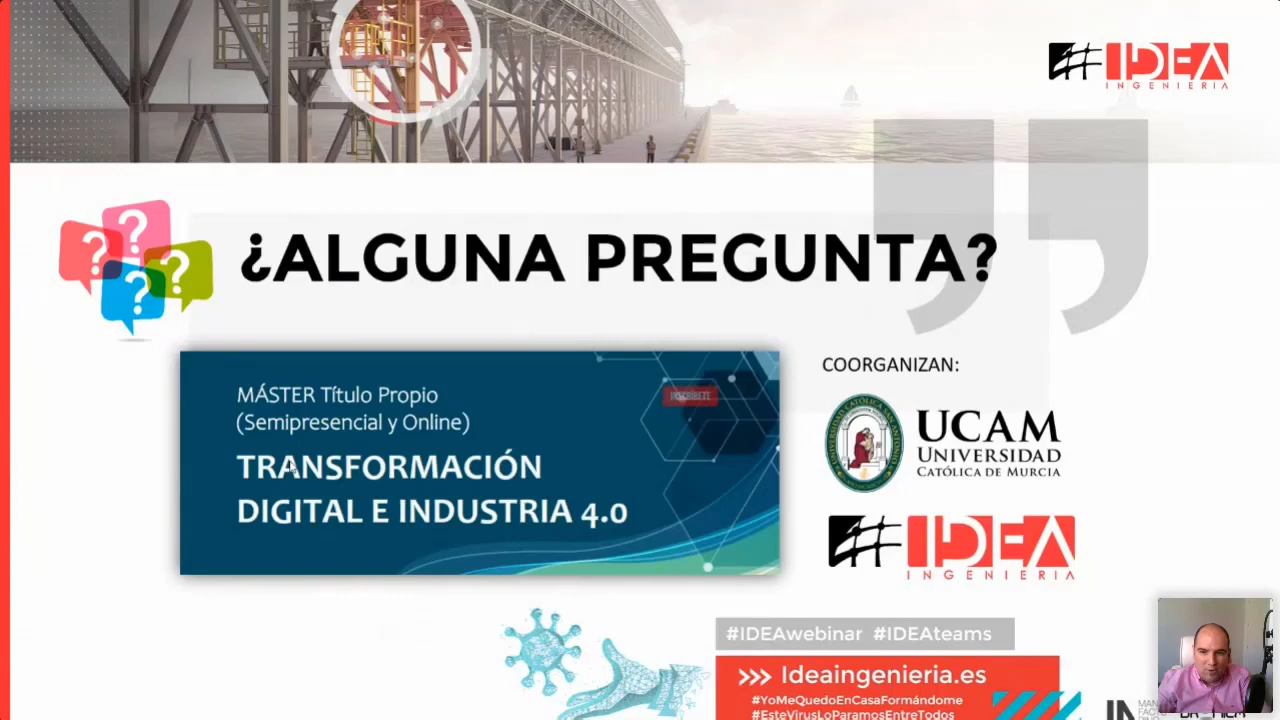 #IDEA
INGENIERIA
¿ALGUNA PREGUNTA?
MÁSTER Título Propio
(Semipresencial y Online)
INSCRÍBETE
TRANSFORMACIÓN
DIGITAL E INDUSTRIA 4.0
COORGANIZAN:
UCAM
UNIVERSIDAD
CATÓLICA DE MURCIA
#IDEA
INGENIERIA
#IDEAwebinar #IDEAteams
>>> Ideaingenieria.es
#YoMeQuedoEnCasaFormándome
#EsteVirusLoParamosEntreTodos